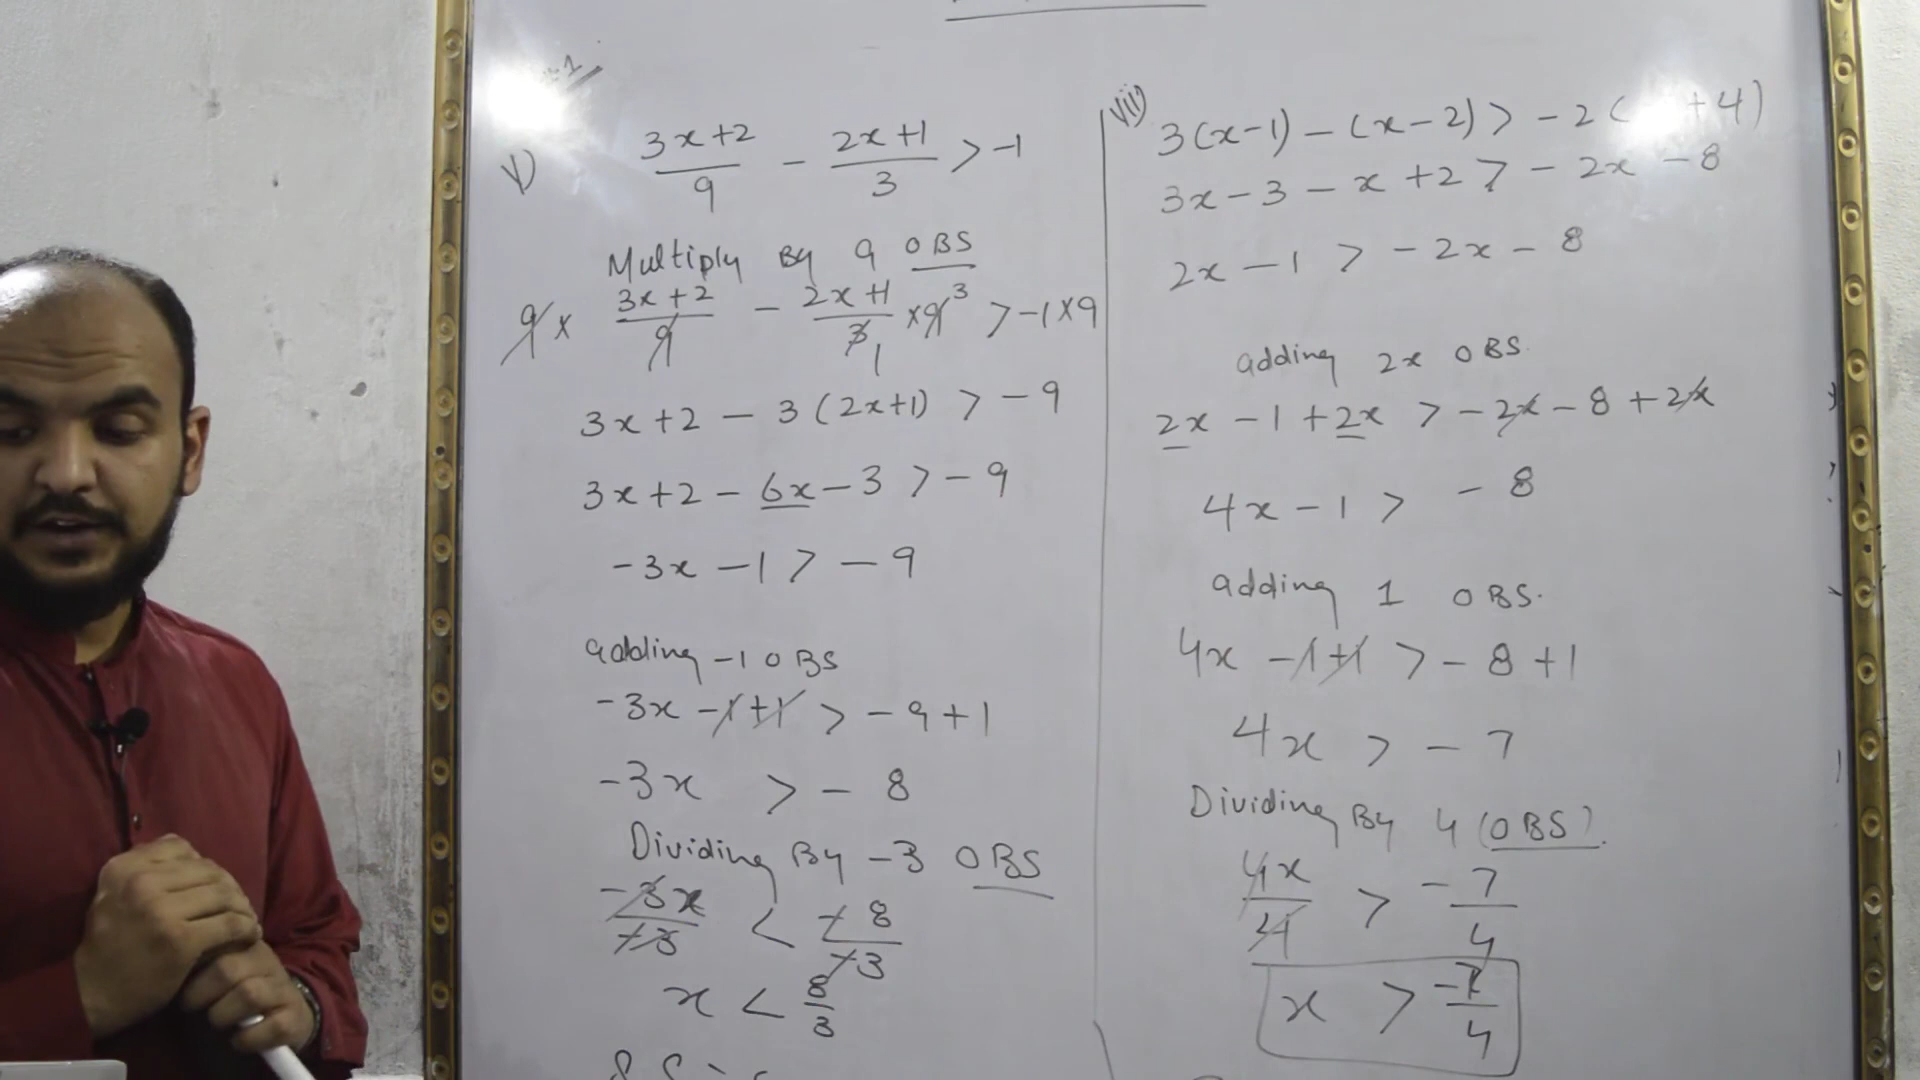 v) (3x+2)/9 - (2x+1)/3 > -1
Multiply By 9 OBS
9 × (3x+2)/9 - (2x+1)/3 × 9 3 > -1×9
1
3x+2 - 3(2x+1) > -9
3x+2 - 6x - 3 > -9
-3x - 1 > -9
adding -1 OBS
-3x -1+1 > -9+1
-3x > -8
Dividing By -3 OBS
-3x/-3 < -8/-3
x < 8/3
viii) 3(x-1) - (x-2) > -2( +4)
3x - 3 - x + 2 > -2x - 8
2x - 1 > -2x - 8
adding 2x OBS.
2x - 1 + 2x > -2x - 8 + 2x
4x - 1 > - 8
adding 1 OBS.
4x -1+1 > -8+1
4x > -7
Dividing By 4 (OBS).
4x/4 > -7/4
x > -7/4